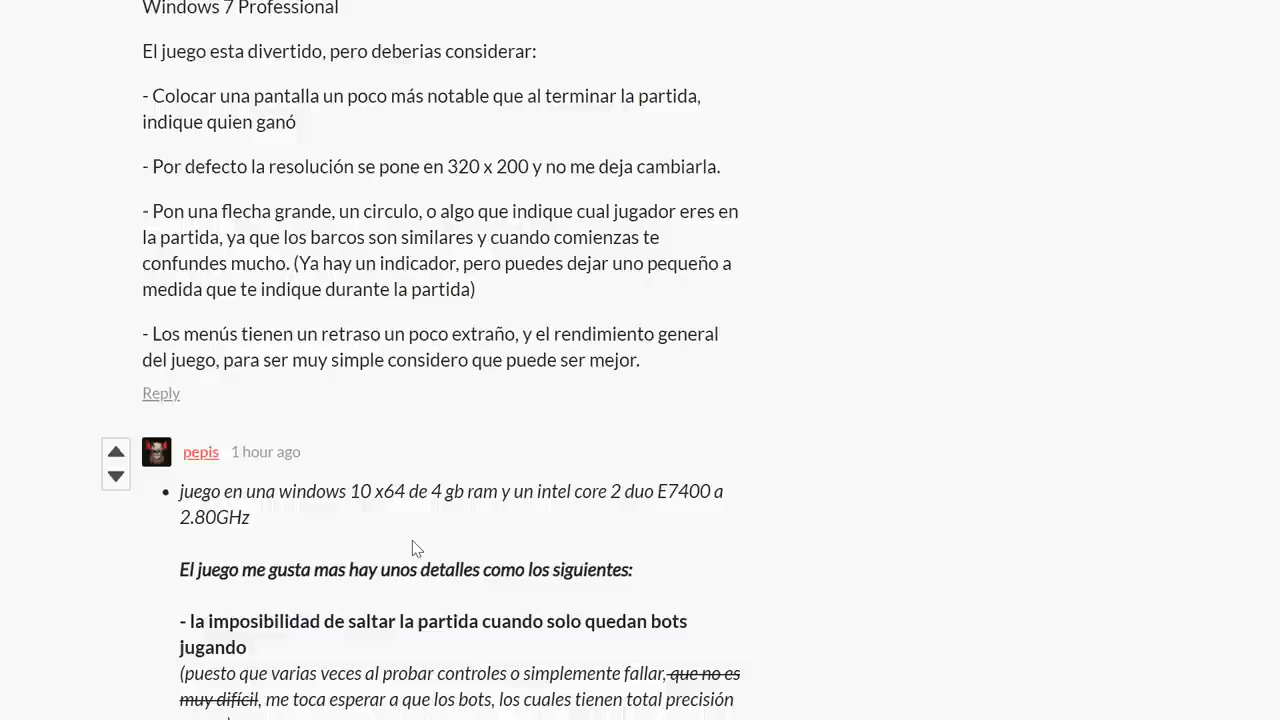 Windows 7 Professional
El juego esta divertido, pero deberias considerar:
- Colocar una pantalla un poco más notable que al terminar la partida,
indique quien ganó
- Por defecto la resolución se pone en 320 x 200 y no me deja cambiarla.
- Pon una flecha grande, un circulo, o algo que indique cual jugador eres en
la partida, ya que los barcos son similares y cuando comienzas te
confundes mucho. (Ya hay un indicador, pero puedes dejar uno pequeño a
medida que te indique durante la partida)
- Los menús tienen un retraso un poco extraño, y el rendimiento general
del juego, para ser muy simple considero que puede ser mejor.
Reply
pepis 1 hour ago
juego en una windows 10 x64 de 4 gb ram y un intel core 2 duo E7400 a
2.80GHz
El juego me gusta mas hay unos detalles como los siguientes:
- la imposibilidad de saltar la partida cuando solo quedan bots
jugando
(puesto que varias veces al probar controles o simplemente fallar, que no es
muy difícil, me toca esperar a que los bots, los cuales tienen total precisión